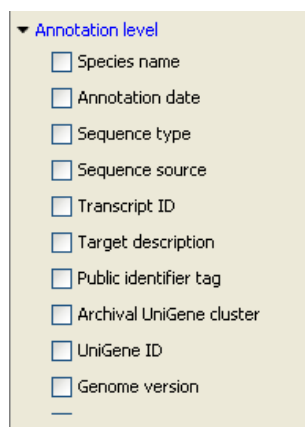 Annotation level
Species name
Annotation date
Sequence type
Sequence source
Transcript ID
Target description
Public identifier tag
Archival UniGene cluster
UniGene ID
Genome version